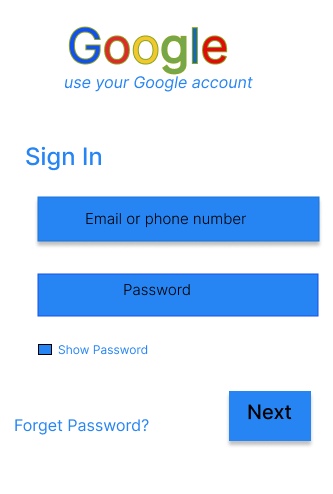 Google
use your Google account
Sign In
Email or phone number
Password
Show Password
Next
Forget Password?